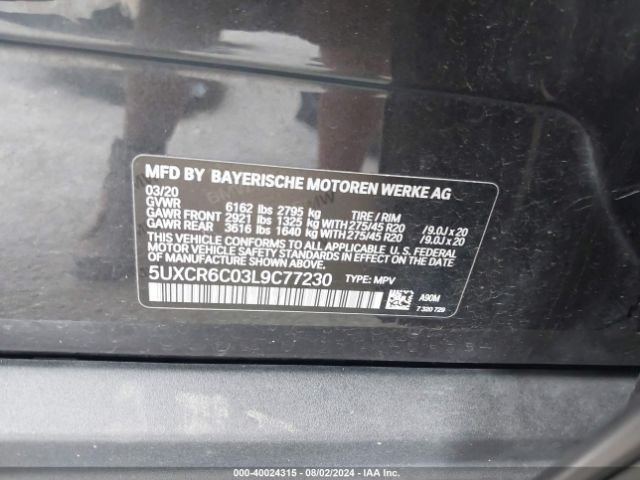 MFD BY BAYERISCHE MOTOREN WERKE AG
03/20
GVWR 6162 lbs 2795 kg TIRE / RIM
GAWR FRONT 2921 lbs 1325 kg WITH 275/45 R20 /9.0J x 20
GAWR REAR 3616 lbs 1640 kg WITH 275/45 R20 /9.0J x 20
THIS VEHICLE CONFORMS TO ALL APPLICABLE U.S. FEDERAL
MOTOR VEHICLE SAFETY STANDARDS IN EFFECT ON THE DATE
OF MANUFACTURE SHOWN ABOVE.
5UXCR6C03L9C77230 TYPE: MPV
A90M
7 320 729
000-40024315 - 08/02/2024 - IAAI.COM